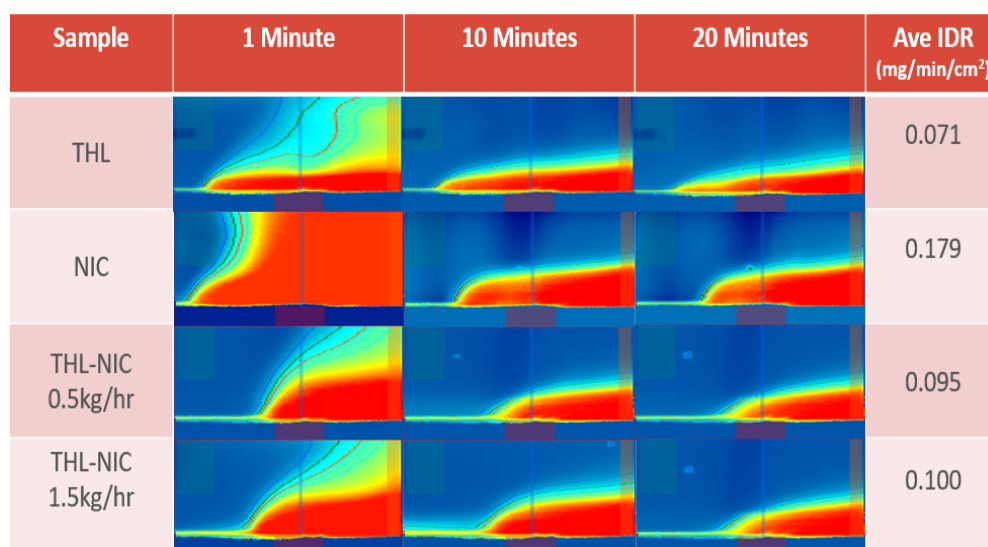 Sample 1 Minute 10 Minutes 20 Minutes Ave IDR
(mg/min/cm²)
THL 0.071
NIC 0.179
THL-NIC
0.5kg/hr 0.095
THL-NIC
1.5kg/hr 0.100